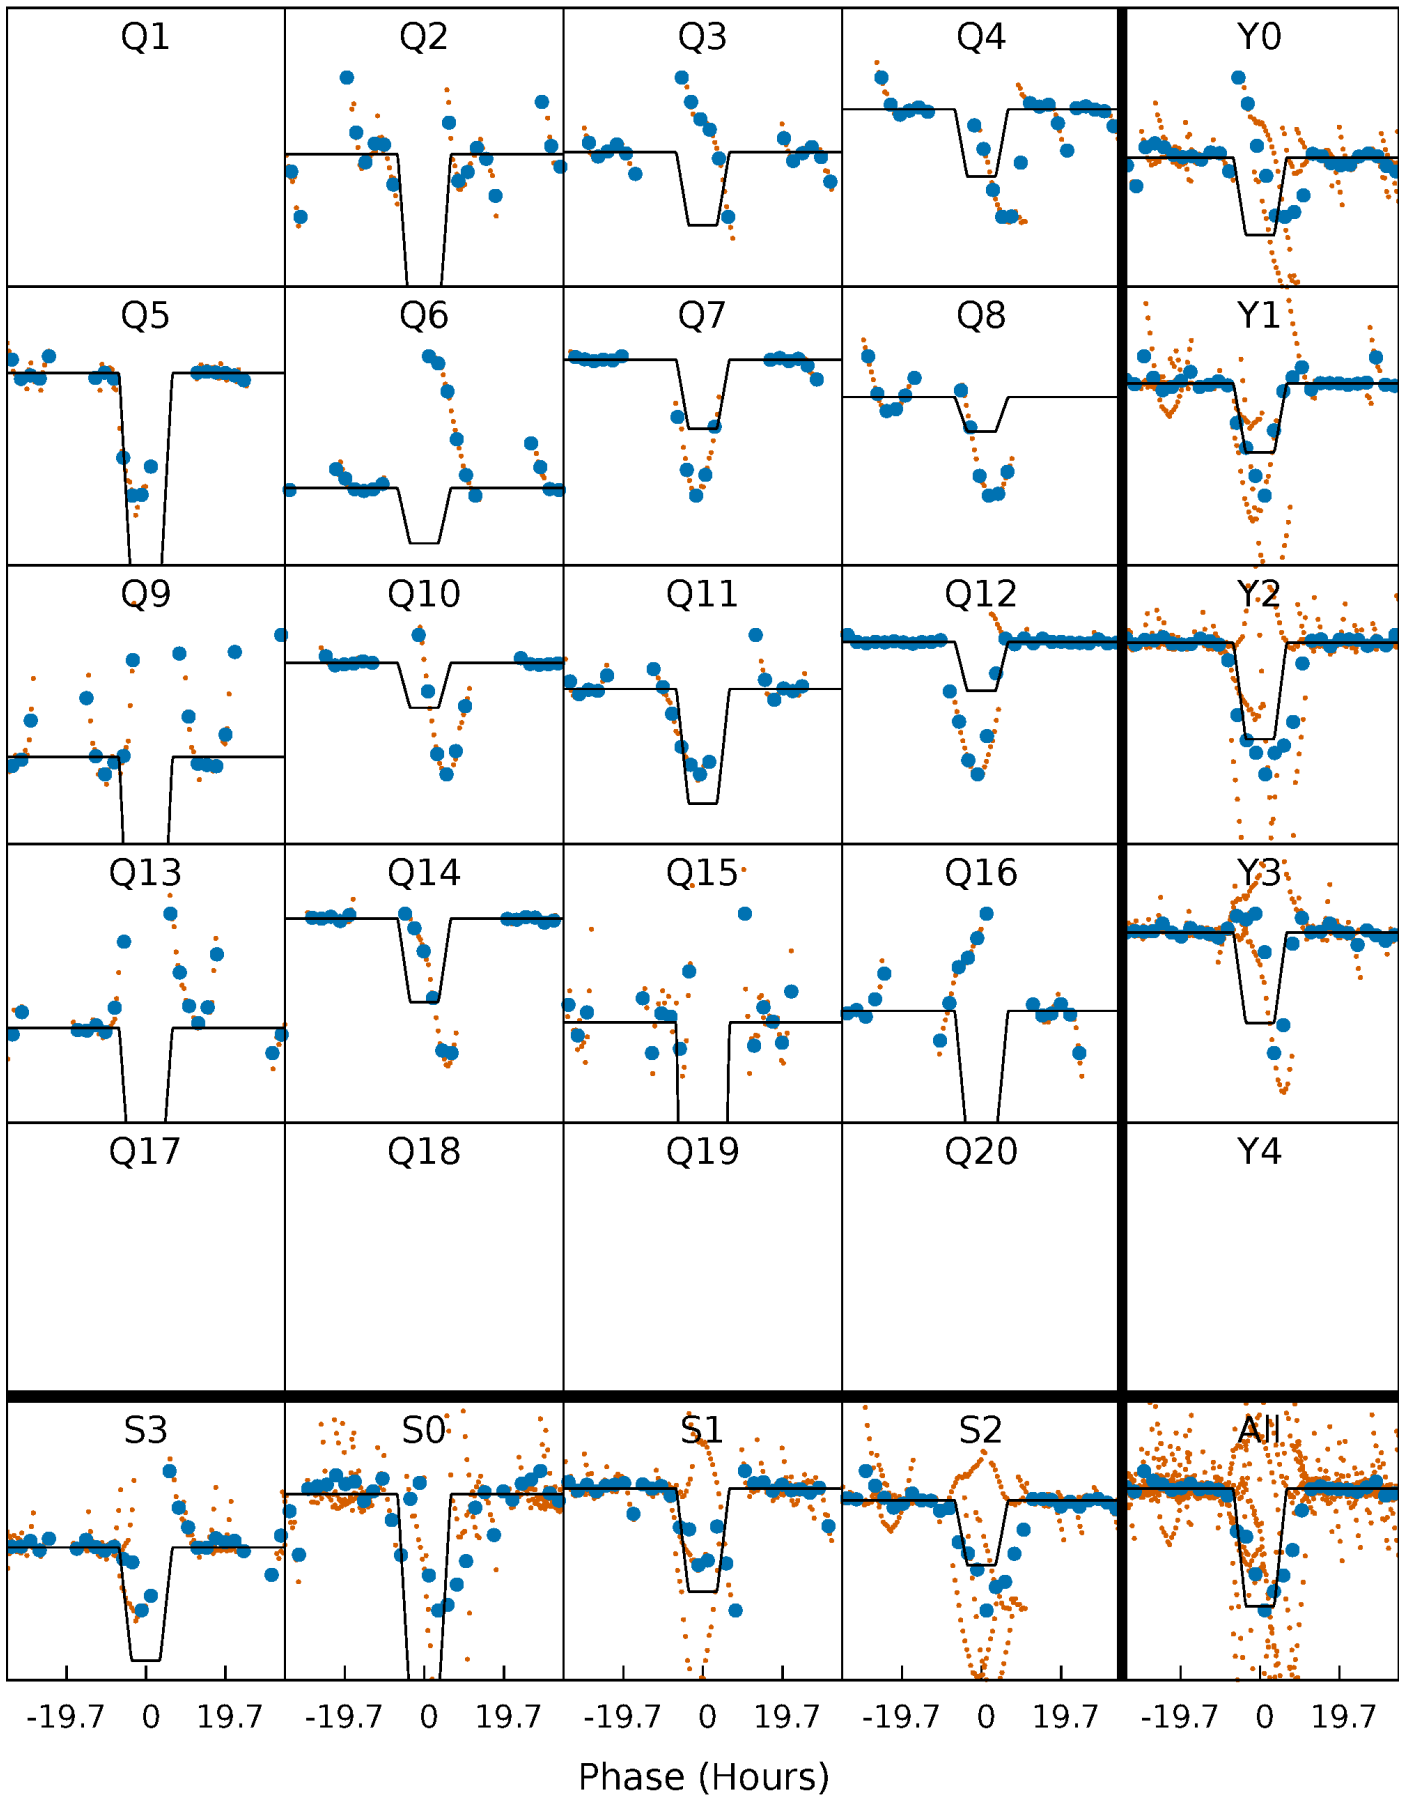 Q1 Q2 Q3 Q4 Y0
Q5 Q6 Q7 Q8 Y1
Q9 Q10 Q11 Q12 Y2
Q13 Q14 Q15 Q16 Y3
Q17 Q18 Q19 Q20 Y4
S3 S0 S1 S2 All
-19.7 0 19.7 -19.7 0 19.7 -19.7 0 19.7 -19.7 0 19.7 -19.7 0 19.7
Phase (Hours)